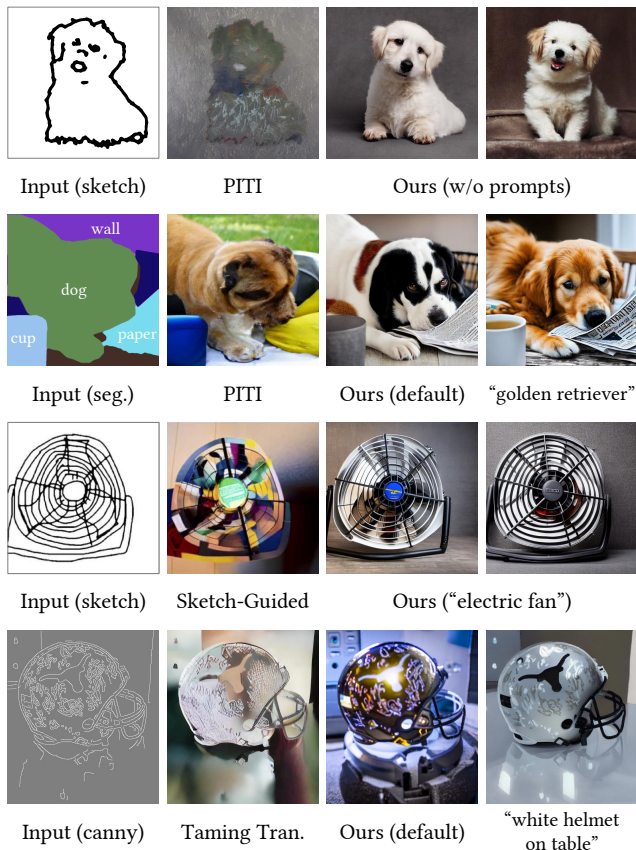 Input (sketch)
PITI
Ours (w/o prompts)
wall
dog
cup
paper
Input (seg.)
PITI
Ours (default)
“golden retriever”
Input (sketch)
Sketch-Guided
Ours (“electric fan”)
Input (canny)
Taming Tran.
Ours (default)
“white helmet
on table”